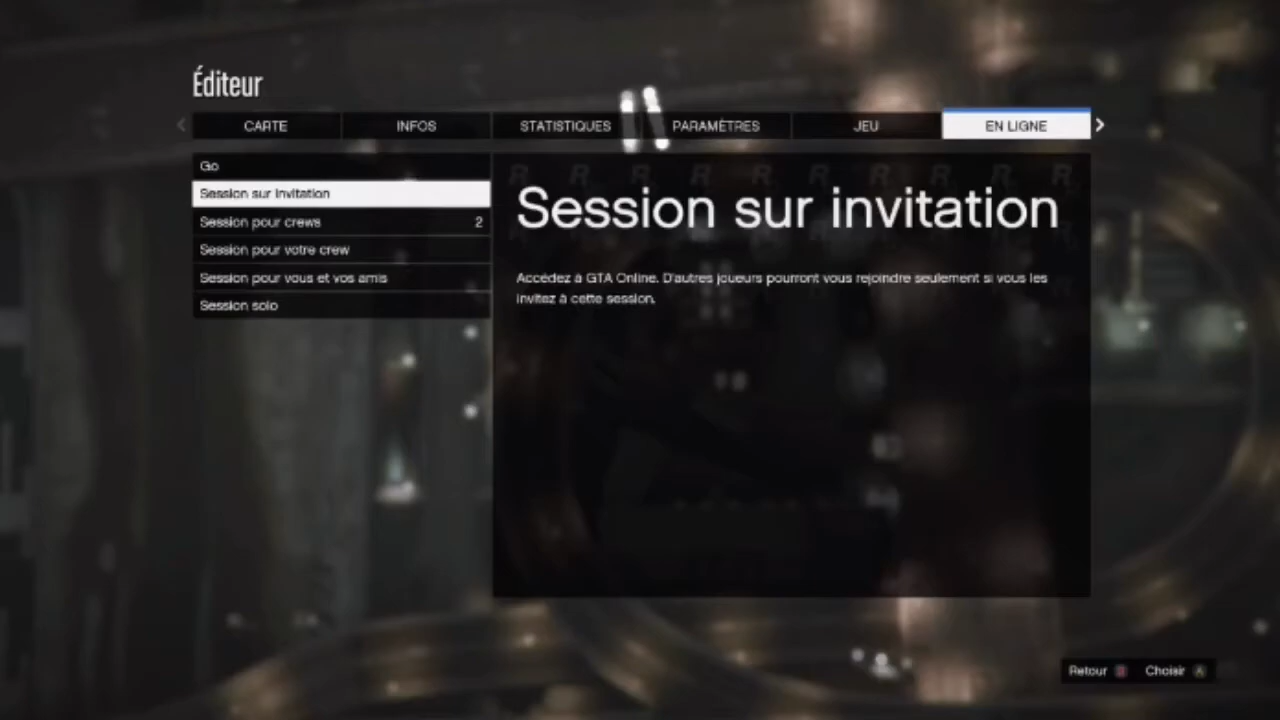 Éditeur
CARTE INFOS STATISTIQUES PARAMÈTRES JEU EN LIGNE
Go
Session sur invitation
Session pour crews 2
Session pour votre crew
Session pour vous et vos amis
Session solo
Session sur invitation
Accédez à GTA Online. D'autres joueurs pourront vous rejoindre seulement si vous les
invitez à cette session.
Retour B Choisir A